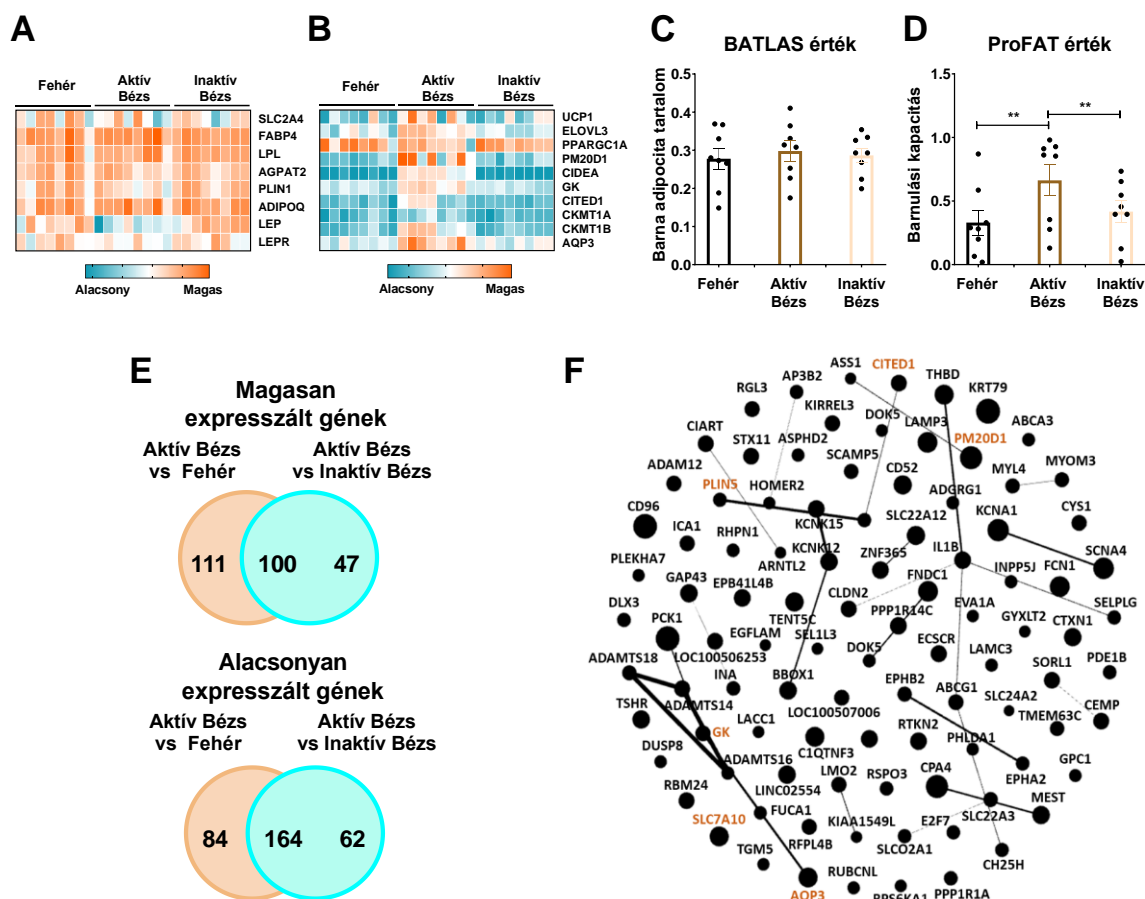 A
Fehér
Aktív
Bézs
Inaktív
Bézs
SLC2A4
FABP4
LPL
AGPAT2
PLIN1
ADIPOQ
LEP
LEPR
Alacsony
Magas
B
Fehér
Aktív
Bézs
Inaktív
Bézs
UCP1
ELOVL3
PPARGC1A
PM20D1
CIDEA
GK
CITED1
CKMT1A
CKMT1B
AQP3
Alacsony
Magas
C
BATLAS érték
Barna adipocita tartalom
0.5
0.4
0.3
0.2
0.1
0.0
Fehér
Aktív
Bézs
Inaktív
Bézs
D
ProFAT érték
Barnulási kapacitás
1.5
1.0
0.5
0.0
**
**
Fehér
Aktív
Bézs
Inaktív
Bézs
E
Magasan
expresszált gének
Aktív Bézs
vs Fehér
Aktív Bézs
vs Inaktív Bézs
111
100
47
Alacsonyan
expresszált gének
Aktív Bézs
vs Fehér
Aktív Bézs
vs Inaktív Bézs
84
164
62
F
ASS1
CITED1
THBD
AP3B2
RGL3
KRT79
KIRREL3
DOK5
LAMP3
ABCA3
CIART
STX11
ASPHD2
SCAMP5
PM20D1
MYL4
MYOM3
ADAM12
PLIN5
HOMER2
CD52
ADGRG1
KCNA1
CYS1
CD96
ICA1
RHPN1
KCNK15
SLC22A12
SCNA4
PLEKHA7
ARNTL2
KCNK12
ZNF365
IL1B
INPP5J
FCN1
GAP43
EPB41L4B
CLDN2
FNDC1
SELPLG
DLX3
PCK1
TENT5C
PPP1R14C
EVA1A
GYXLT2
CTXN1
EGFLAM
SEL1L3
DOK5
ECSCR
LAMC3
ADAMTS18
LOC100506253
SORL1
PDE1B
INA
BBOX1
EPHB2
ABCG1
SLC24A2
CEMP
TSHR
ADAMTS14
LACC1
LOC100507006
RTKN2
TMEM63C
GK
C1QTNF3
PHLDA1
DUSP8
ADAMTS16
LMO2
RSPO3
CPA4
EPHA2
GPC1
RBM24
LINC02554
MEST
SLC7A10
FUCA1
KIAA1549L
E2F7
SLC22A3
RFPL4B
SLCO2A1
TGM5
CH25H
RUBCNL
AQP3
RPS6KA1
PPP1R1A